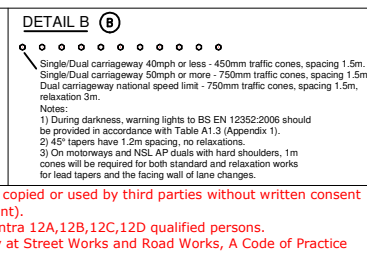 DETAIL B B
Single/Dual carriageway 40mph or less - 450mm traffic cones, spacing 1.5m.
Single/Dual carriageway 50mph or more - 750mm traffic cones, spacing 1.5m
Dual carriageway national speed limit - 750mm traffic cones, spacing 1.5m,
relaxation 3m.
Notes:
1) During darkness, warning lights to BS EN 12352:2006 should
be provided in accordance with Table A1.3 (Appendix 1).
2) 45° tapers have 1.2m spacing, no relaxations.
3) On motorways and NSL AP duals with hard shoulders, 1m
cones will be required for both standard and relaxation works
for lead tapers and the facing wall of lane changes.
copied or used by third parties without written consent
nt).
ntra 12A,12B,12C,12D qualified persons.
y at Street Works and Road Works, A Code of Practice